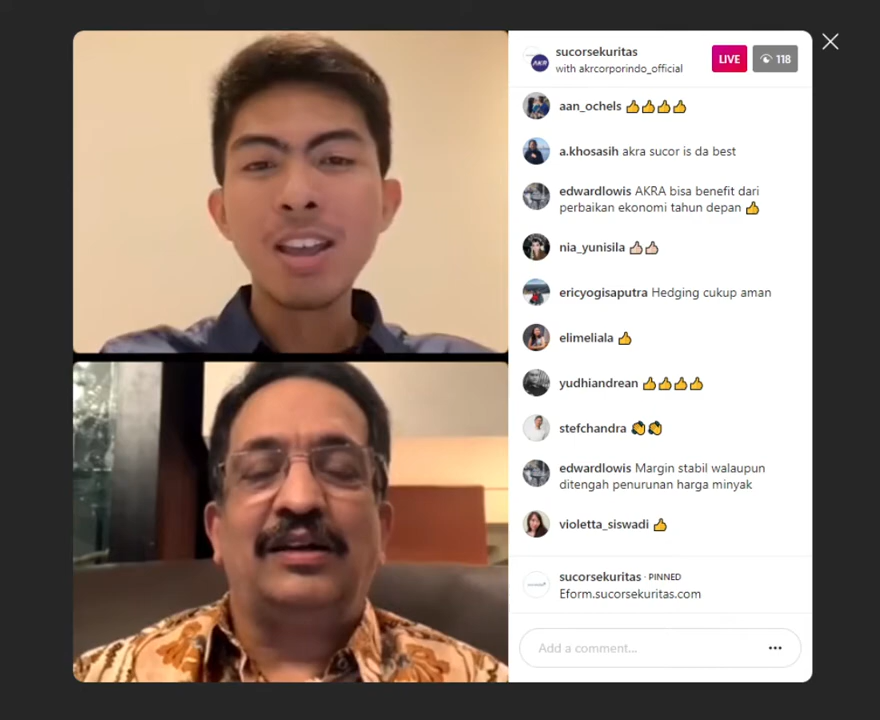 sucorsekuritas
with akrcorporindo_official
LIVE
118
AKR
aan_ochels 👍👍👍👍
a.khosasih akra sucor is da best
edwardlowis AKRA bisa benefit dari
perbaikan ekonomi tahun depan 👍
nia_yunisila 👍🏻👍🏻
ericyogisaputra Hedging cukup aman
elimeliala 👍
yudhiandrean 👍👍👍👍
stefchandra 👏👏
edwardlowis Margin stabil walaupun
ditengah penurunan harga minyak
violetta_siswadi 👍
sucorsekuritas · PINNED
Eform.sucorsekuritas.com
Add a comment...